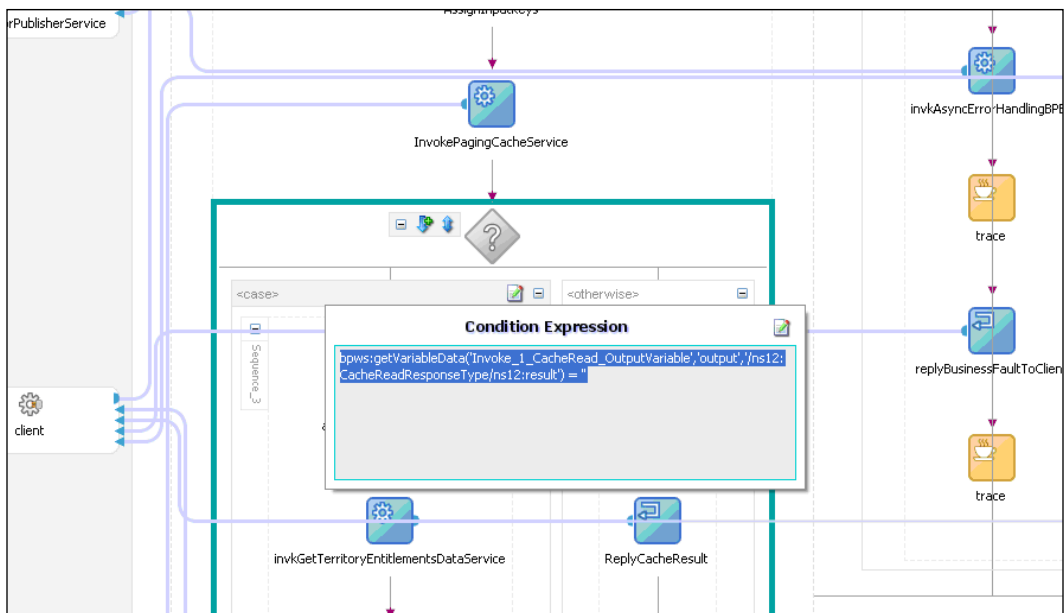 AssignInputKeys
rPublisherService
InvokePagingCacheService
invkAsyncErrorHandlingBPE
trace
<case>
<otherwise>
Condition Expression
bpws:getVariableData('Invoke_1_CacheRead_OutputVariable','output','/ns12:
CacheReadResponseType/ns12:result') = ''
Sequence_3
replyBusinessFaultToClien
client
trace
invkGetTerritoryEntitlementsDataService
ReplyCacheResult